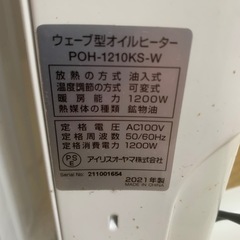 ウェーブ型オイルヒーター
POH-1210KS-W
放熱の方式 油入式
温度調節の方式 可変式
暖房能力 1200W
熱媒体の種類 鉱物油
定格電圧 AC100V
定格周波数 50/60Hz
定格消費電力 1200W
PS
E
アイリスオーヤマ株式会社
Serial No. 211001654
2021年製
MADE IN CHINA